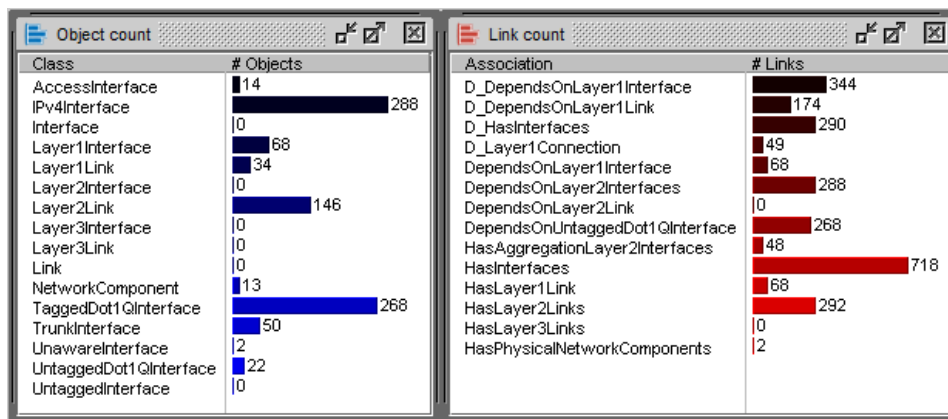 Object count
Class # Objects
AccessInterface 14
IPv4Interface 288
Interface 0
Layer1Interface 68
Layer1Link 34
Layer2Interface 0
Layer2Link 146
Layer3Interface 0
Layer3Link 0
Link 0
NetworkComponent 13
TaggedDot1QInterface 268
TrunkInterface 50
UnawareInterface 2
UntaggedDot1QInterface 22
UntaggedInterface 0
Link count
Association # Links
D_DependsOnLayer1Interface 344
D_DependsOnLayer1Link 174
D_HasInterfaces 290
D_Layer1Connection 49
DependsOnLayer1Interface 68
DependsOnLayer2Interfaces 288
DependsOnLayer2Link 0
DependsOnUntaggedDot1QInterface 268
HasAggregationLayer2Interfaces 48
HasInterfaces 718
HasLayer1Link 68
HasLayer2Links 292
HasLayer3Links 0
HasPhysicalNetworkComponents 2